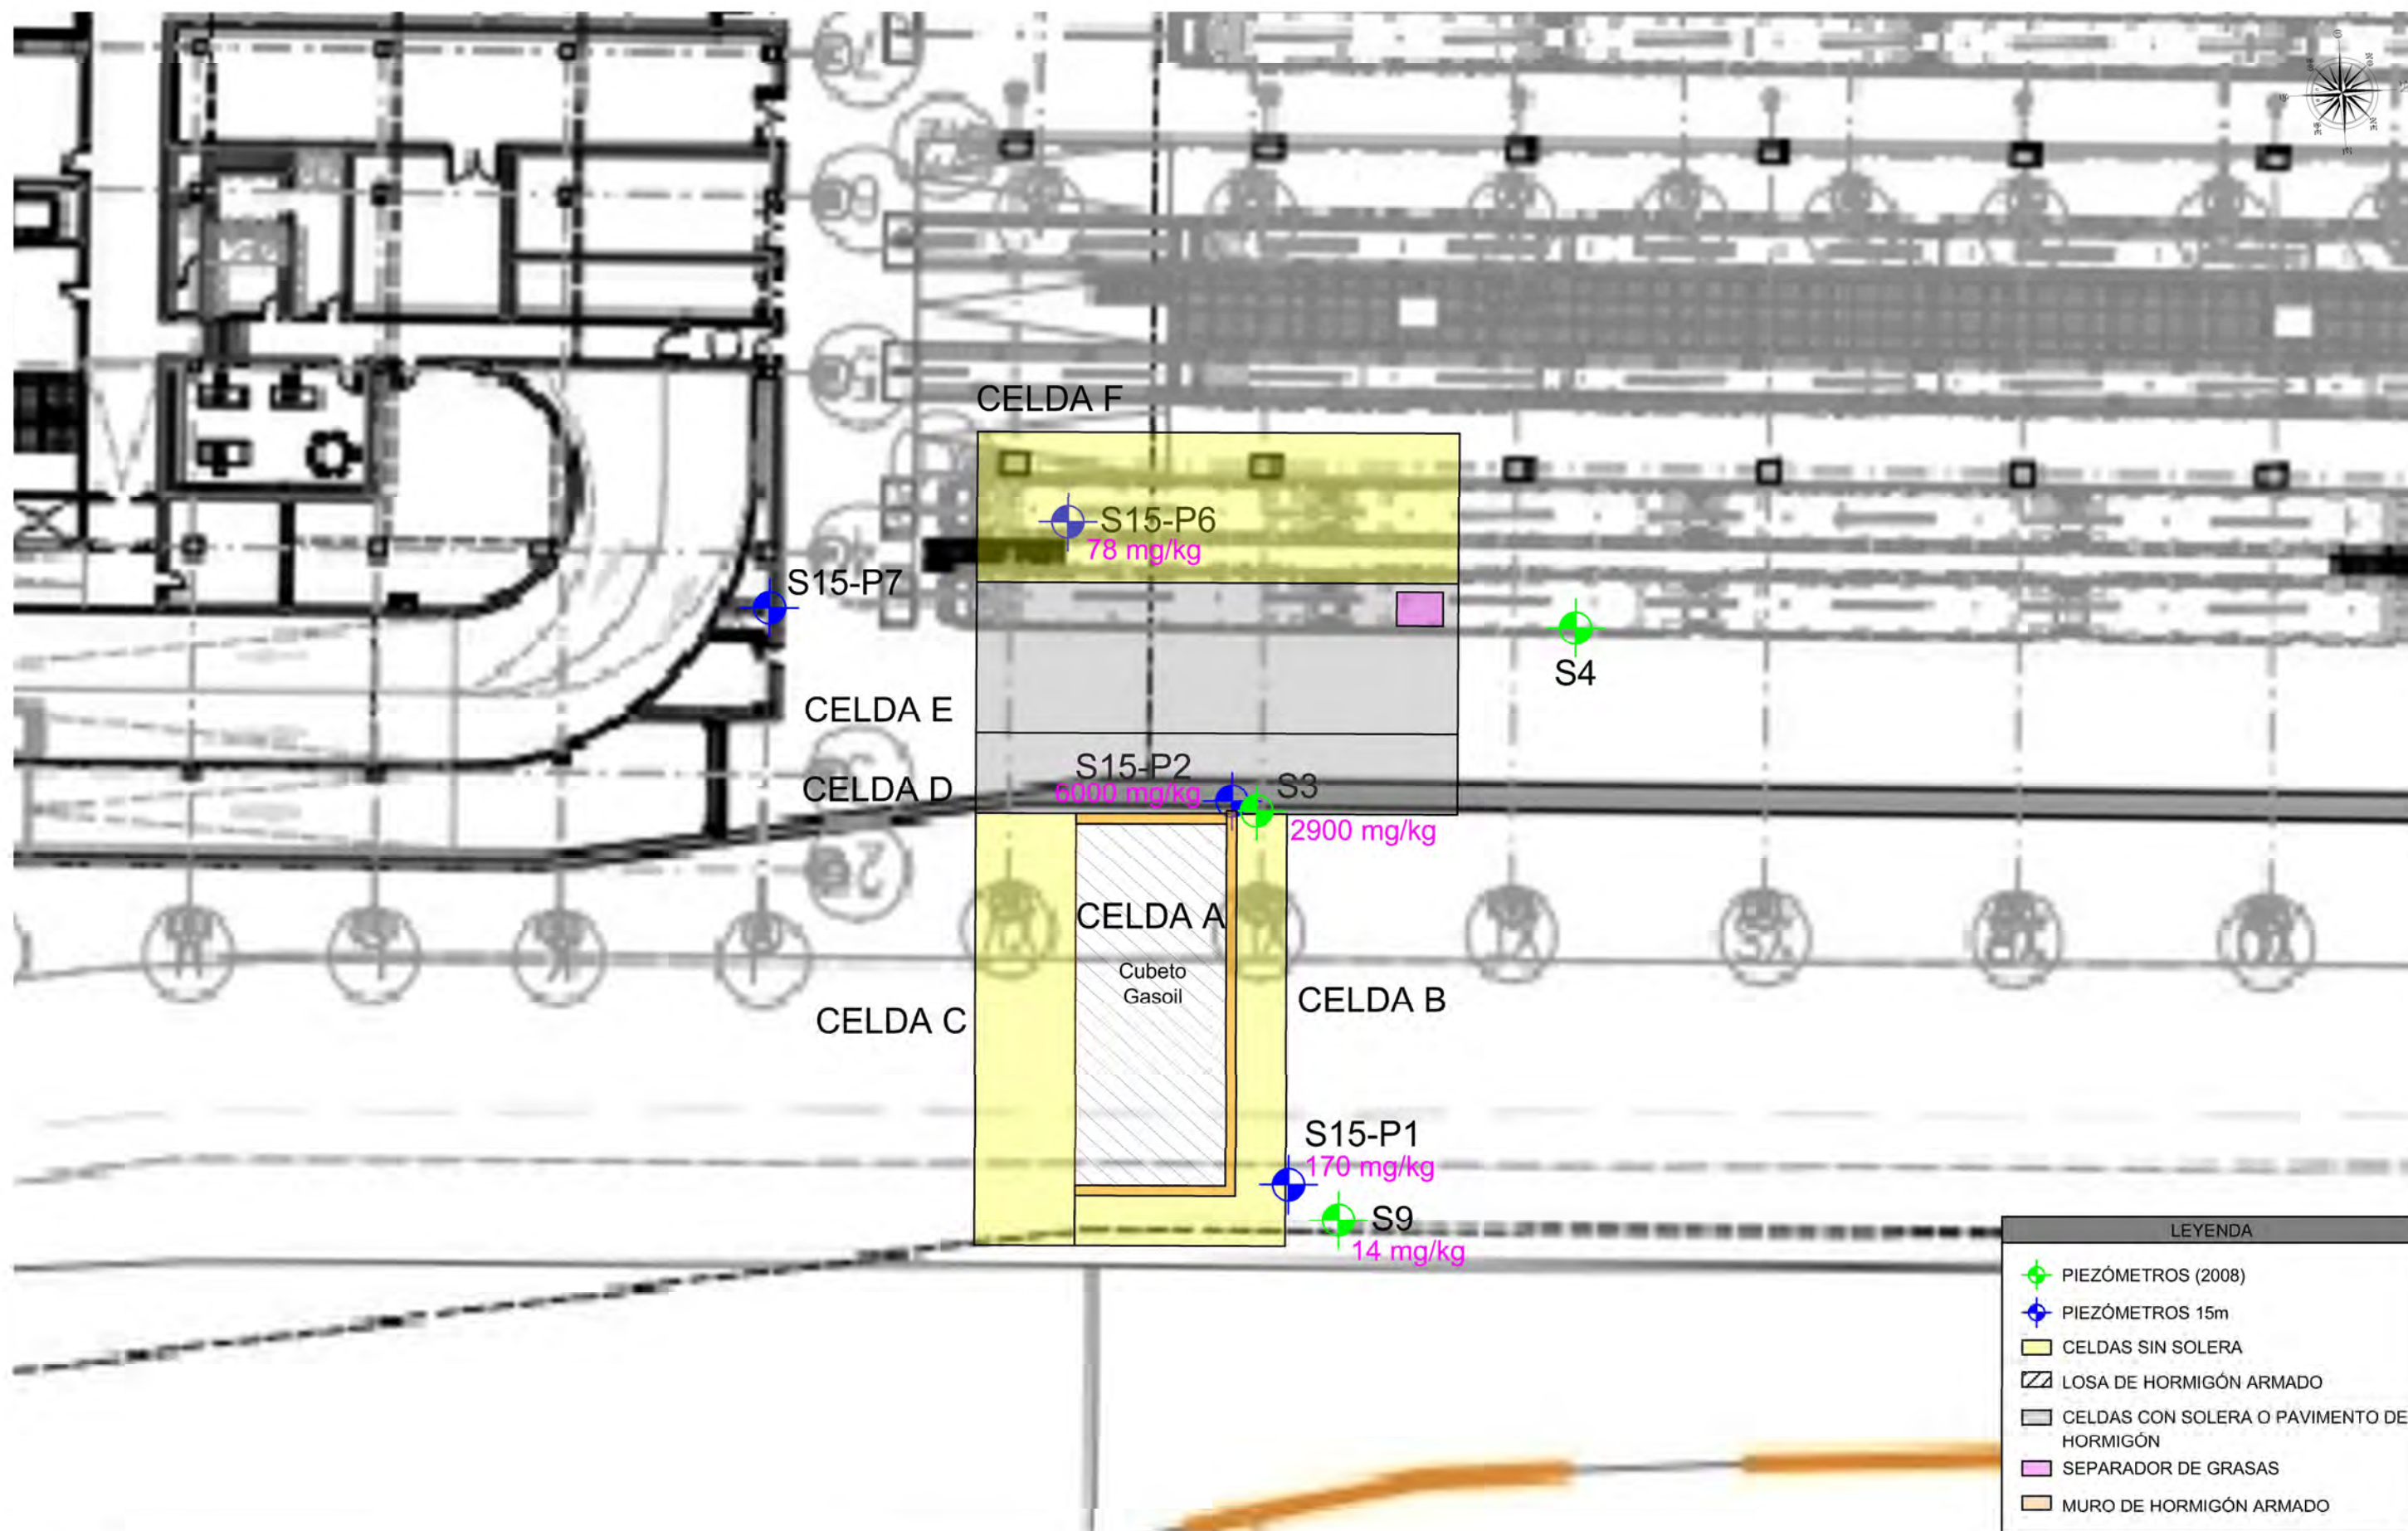 CELDA F
S15-P6
78 mg/kg
S15-P7
S4
CELDA E
S15-P2
S3
CELDA D
6000 mg/kg
2900 mg/kg
CELDA A
Cubeto
Gasoil
CELDA B
CELDA C
S15-P1
170 mg/kg
S9
14 mg/kg
LEYENDA
PIEZÓMETROS (2008)
PIEZÓMETROS 15m
CELDAS SIN SOLERA
LOSA DE HORMIGÓN ARMADO
CELDAS CON SOLERA O PAVIMENTO DE
HORMIGÓN
SEPARADOR DE GRASAS
MURO DE HORMIGÓN ARMADO